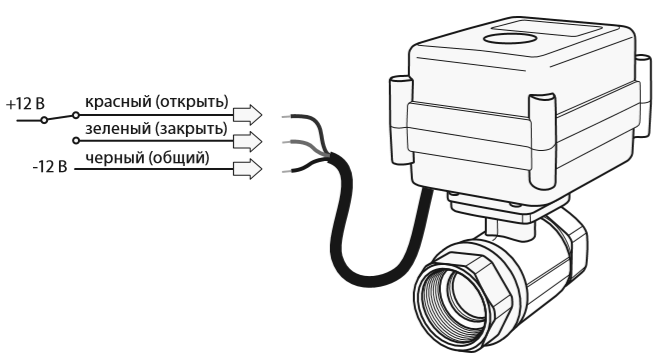 красный (открыть)
+12 В
зеленый (закрыть)
черный (общий)
-12 В